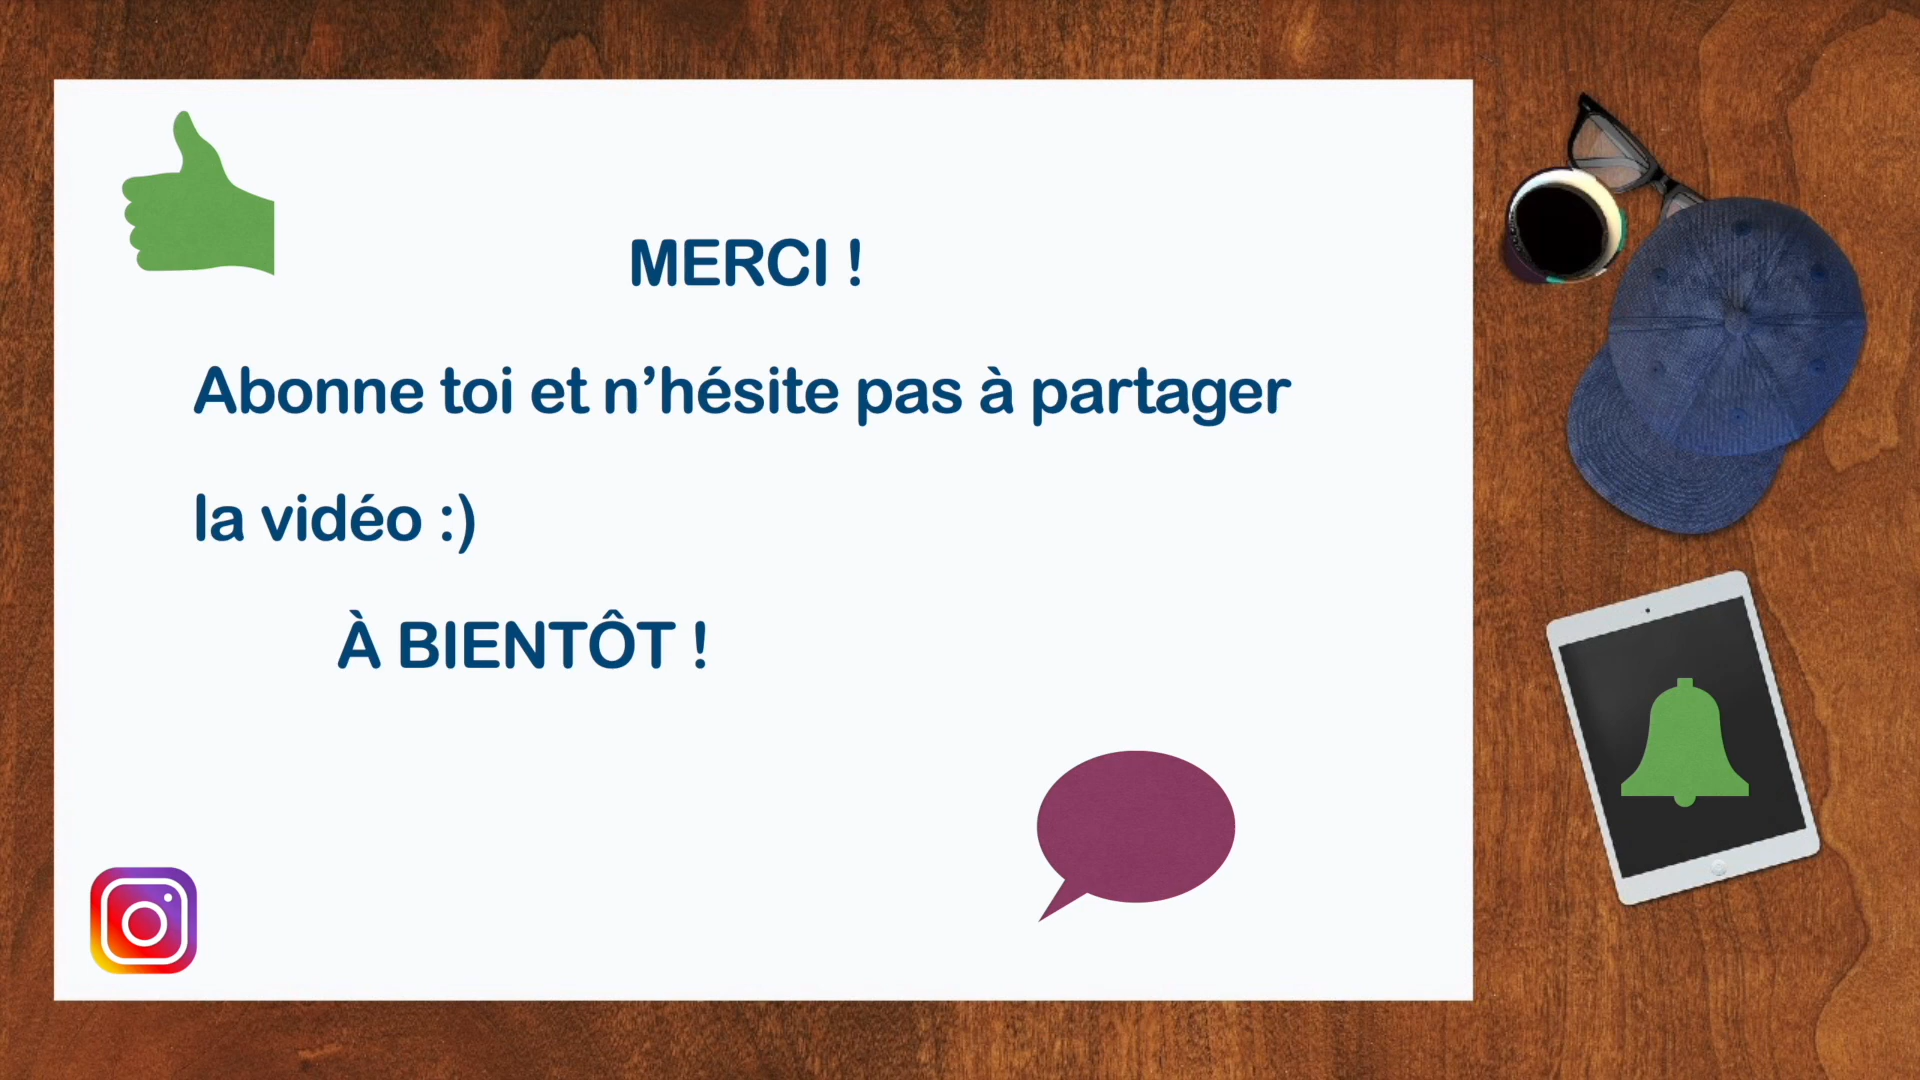 MERCI !
Abonne toi et n’hésite pas à partager
la vidéo :)
À BIENTÔT !